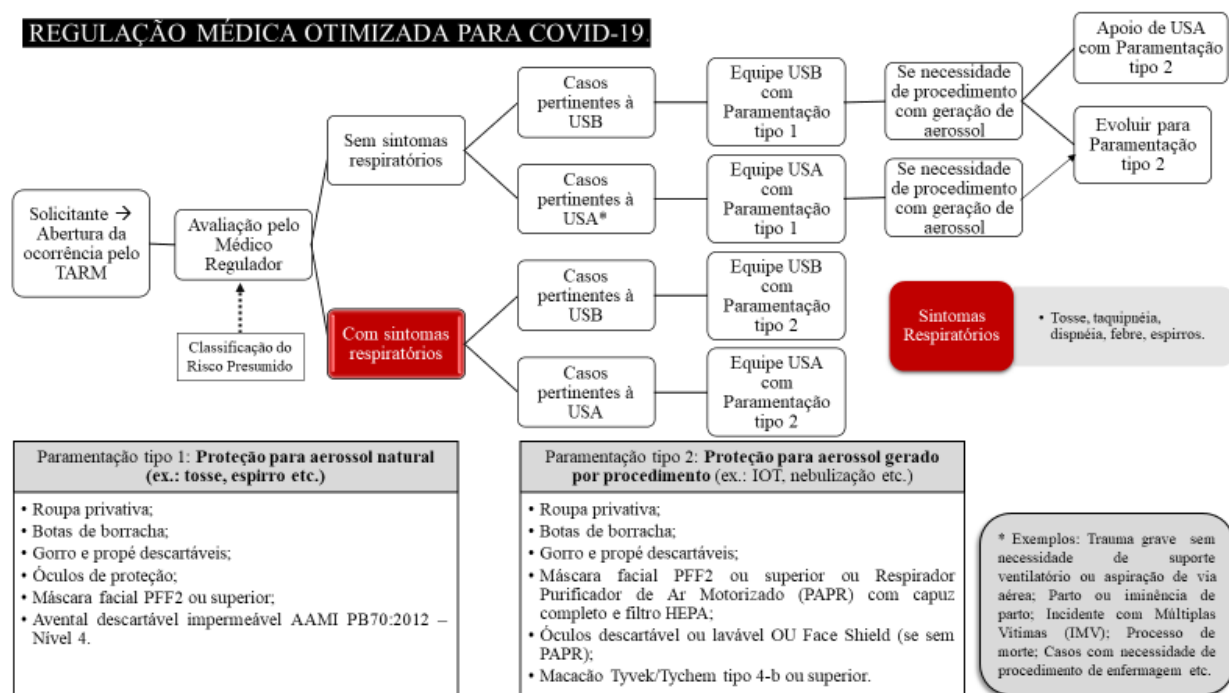 REGULAÇÃO MÉDICA OTIMIZADA PARA COVID-19.
Solicitante →
Abertura da
ocorrência pelo
TARM
Avaliação pelo
Médico
Regulador
Classificação do
Risco Presumido
Sem sintomas
respiratórios
Com sintomas
respiratórios
Casos
pertinentes à
USB
Equipe USB
com
Paramentação
tipo 1
Se necessidade
de procedimento
com geração de
aerossol
Apoio de USA
com Paramentação
tipo 2
Evoluir para
Paramentação
tipo 2
Casos
pertinentes à
USA*
Equipe USA
com
Paramentação
tipo 1
Se necessidade
de procedimento
com geração de
aerossol
Casos
pertinentes à
USB
Equipe USB
com
Paramentação
tipo 2
Casos
pertinentes à
USA
Equipe USA
com
Paramentação
tipo 2
Sintomas
Respiratórios
• Tosse, taquipnéia,
dispnéia, febre, espirros.
Paramentação tipo 1: Proteção para aerossol natural
(ex.: tosse, espirro etc.)
• Roupa privativa;
• Botas de borracha;
• Gorro e propé descartáveis;
• Óculos de proteção;
• Máscara facial PFF2 ou superior;
• Avental descartável impermeável AAMI PB70:2012 –
Nível 4.
Paramentação tipo 2: Proteção para aerossol gerado
por procedimento (ex.: IOT, nebulização etc.)
• Roupa privativa;
• Botas de borracha;
• Gorro e propé descartáveis;
• Máscara facial PFF2 ou superior ou Respirador
Purificador de Ar Motorizado (PAPR) com capuz
completo e filtro HEPA;
• Óculos descartável ou lavável OU Face Shield (se sem
PAPR);
• Macacão Tyvek/Tychem tipo 4-b ou superior.
* Exemplos: Trauma grave sem
necessidade de suporte
ventilatório ou aspiração de via
aérea; Parto ou iminência de
parto; Incidente com Múltiplas
Vítimas (IMV); Processo de
morte; Casos com necessidade de
procedimento de enfermagem etc.